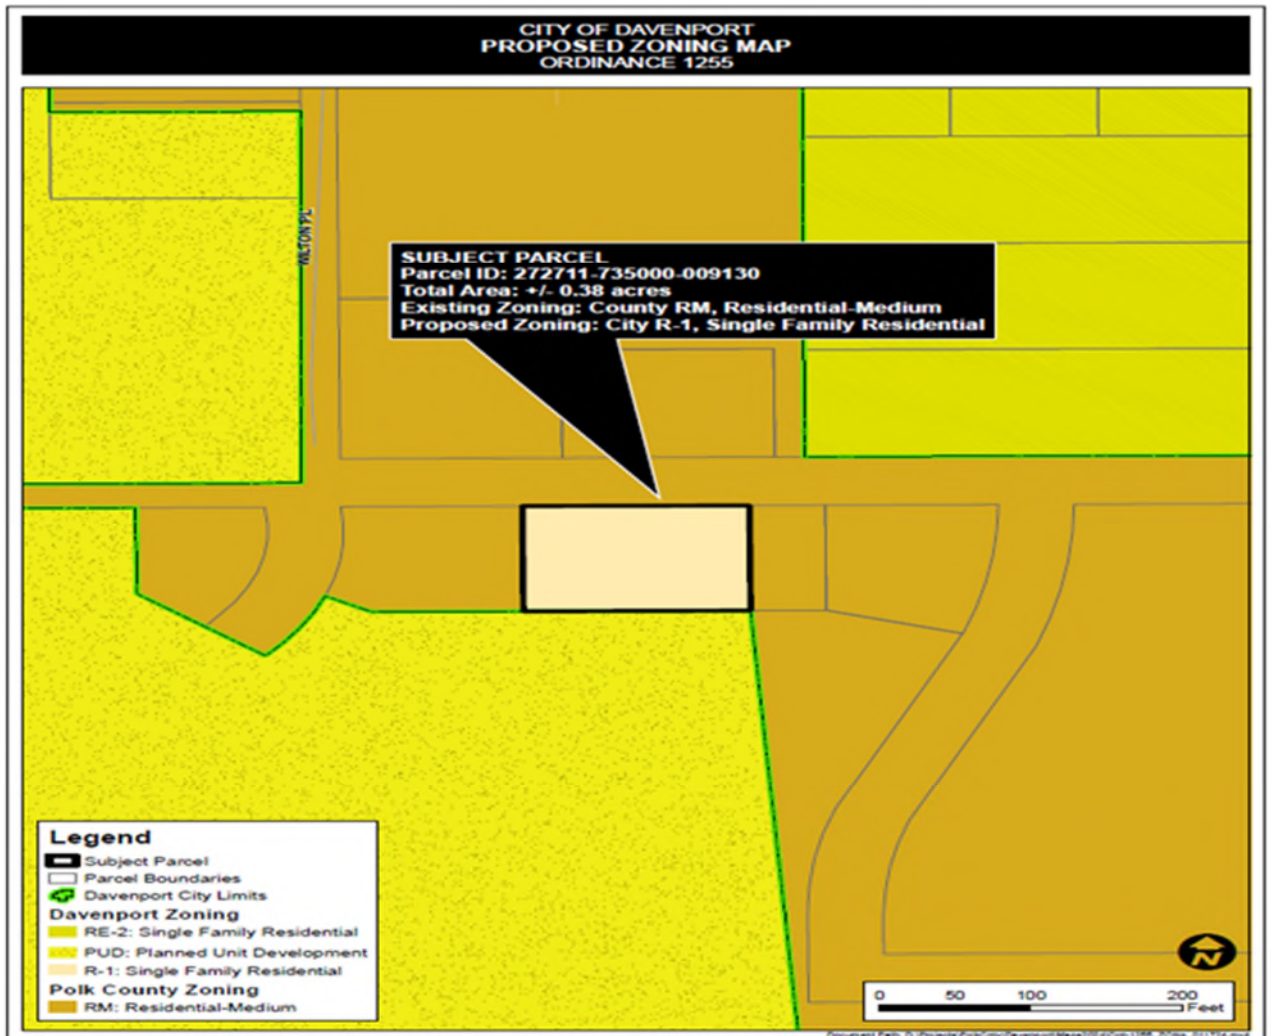 CITY OF DAVENPORT
PROPOSED ZONING MAP
ORDINANCE 1255
WILTON PL
SUBJECT PARCEL
Parcel ID: 272711-735000-009130
Total Area: +/- 0.38 acres
Existing Zoning: County RM, Residential-Medium
Proposed Zoning: City R-1, Single Family Residential
Legend
Subject Parcel
Parcel Boundaries
Davenport City Limits
Davenport Zoning
RE-2: Single Family Residential
PUD: Planned Unit Development
R-1: Single Family Residential
Polk County Zoning
RM: Residential-Medium
N
0 50 100 200
Feet